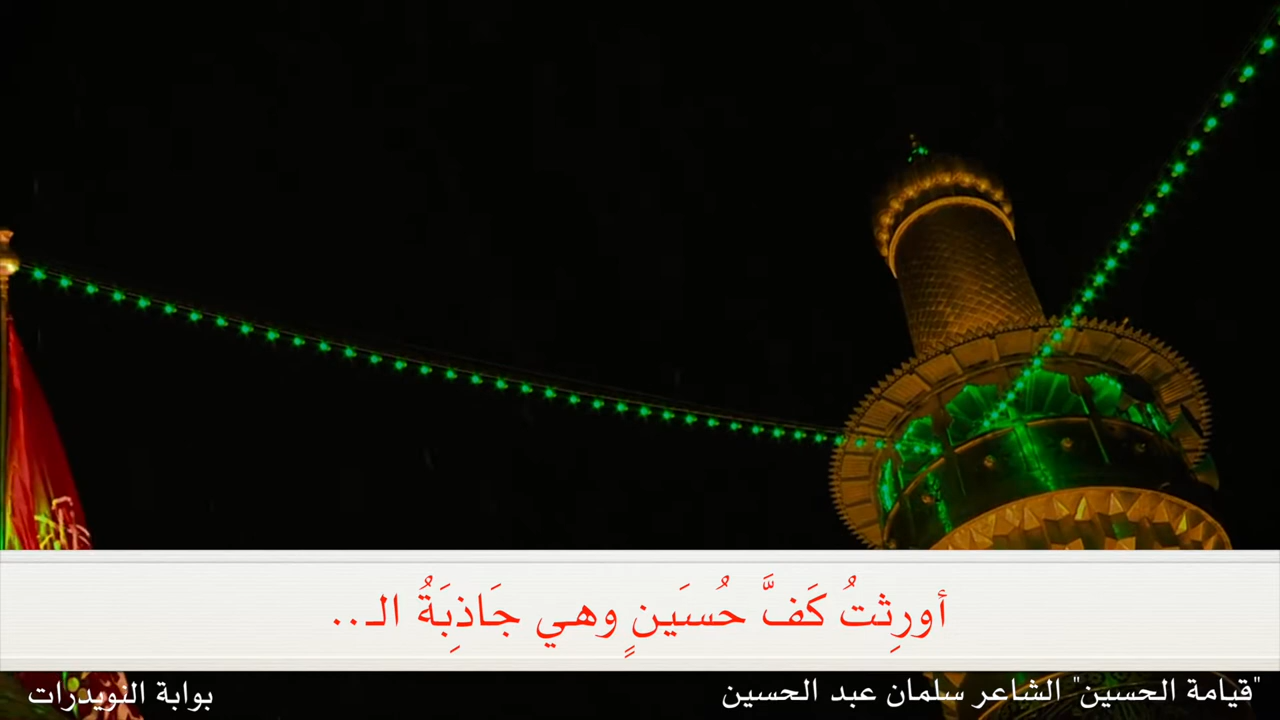 أورِثتُ كَفَّ حُسَينٍ وهي جَاذِبَةُ الـ..
"قيامة الحسين" الشاعر سلمان عبد الحسين
بوابة النويدرات